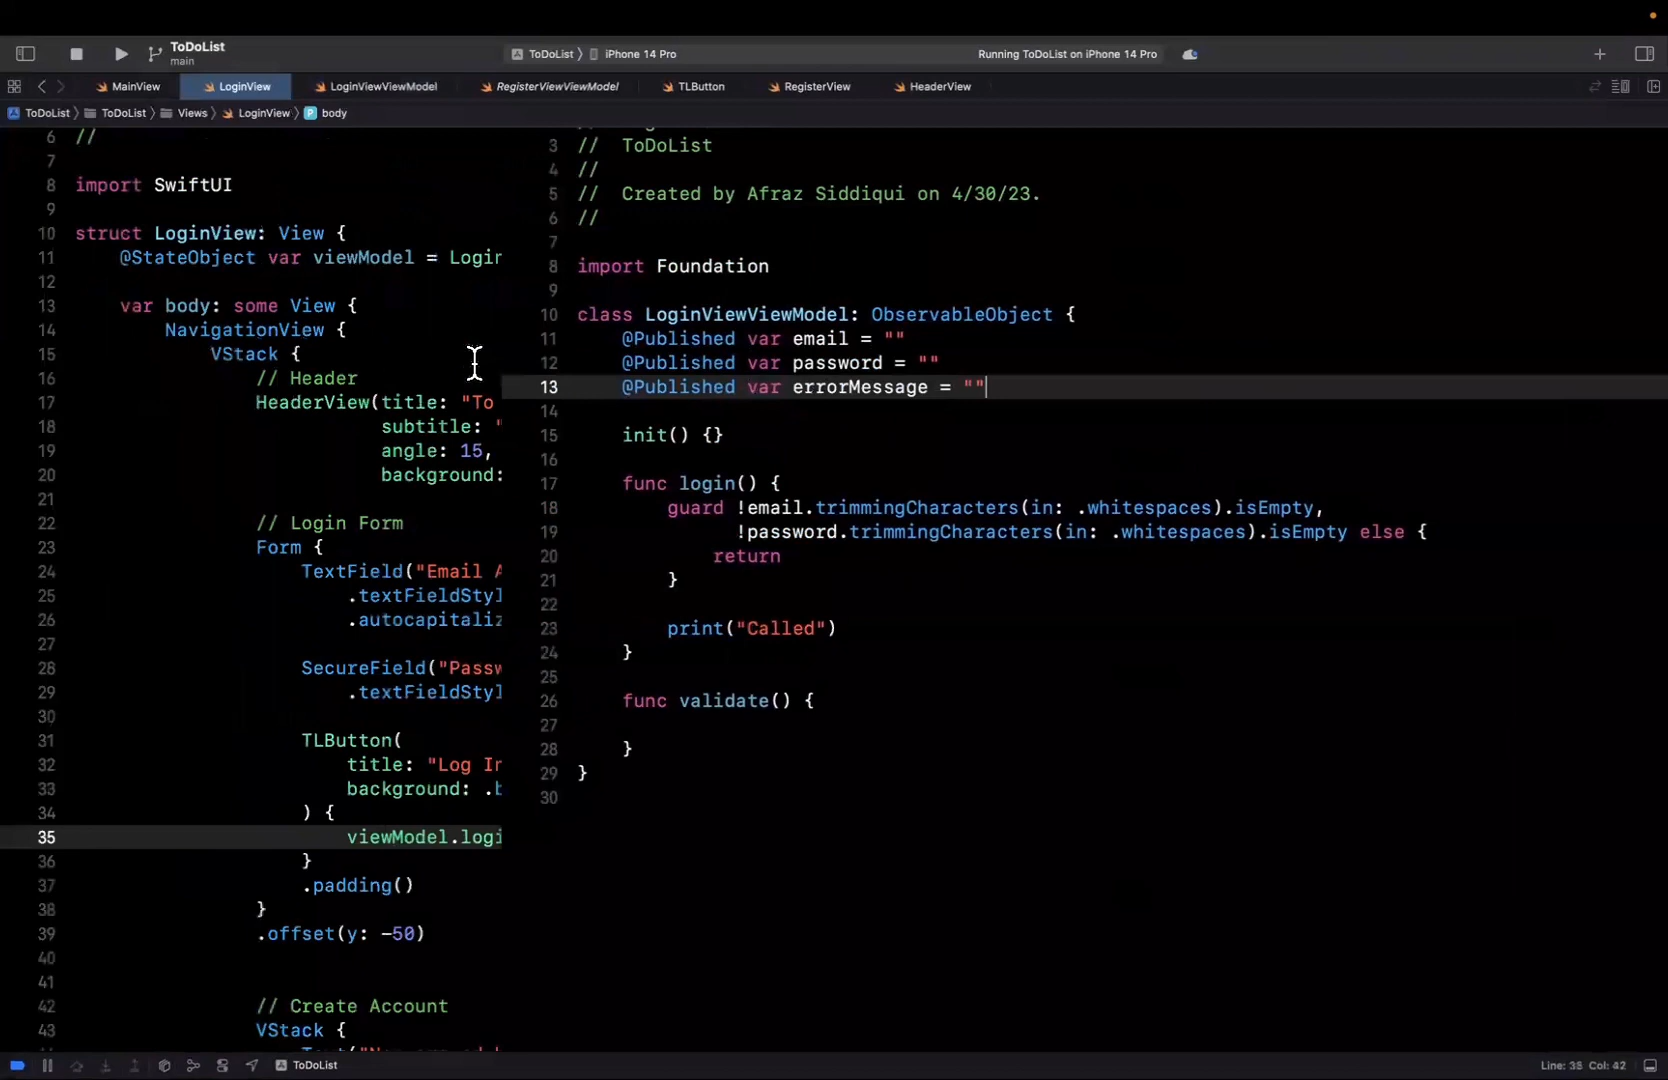 ToDoList
main
ToDoList 〉 iPhone 14 Pro
Running ToDoList on iPhone 14 Pro
MainView
LoginView
LoginViewViewModel
RegisterViewViewModel
TLButton
RegisterView
HeaderView
ToDoList 〉 ToDoList 〉 Views 〉 LoginView 〉 body
6 //
7
8 import SwiftUI
9
10 struct LoginView: View {
11 @StateObject var viewModel = Login
12
13 var body: some View {
14 NavigationView {
15 VStack {
16 // Header
17 HeaderView(title: "To
18 subtitle: "
19 angle: 15,
20 background:
21
22 // Login Form
23 Form {
24 TextField("Email A
25 .textFieldStyl
26 .autocapitaliz
27
28 SecureField("Passw
29 .textFieldStyl
30
31 TLButton(
32 title: "Log In
33 background: .b
34 ) {
35 viewModel.logi
36 }
37 .padding()
38 }
39 .offset(y: -50)
40
41
42 // Create Account
43 VStack {
3 // ToDoList
4 //
5 // Created by Afraz Siddiqui on 4/30/23.
6 //
7
8 import Foundation
9
10 class LoginViewViewModel: ObservableObject {
11 @Published var email = ""
12 @Published var password = ""
13 @Published var errorMessage = ""
14
15 init() {}
16
17 func login() {
18 guard !email.trimmingCharacters(in: .whitespaces).isEmpty,
19 !password.trimmingCharacters(in: .whitespaces).isEmpty else {
20 return
21 }
22
23 print("Called")
24 }
25
26 func validate() {
27
28 }
29 }
30
ToDoList
Line: 35 Col: 42